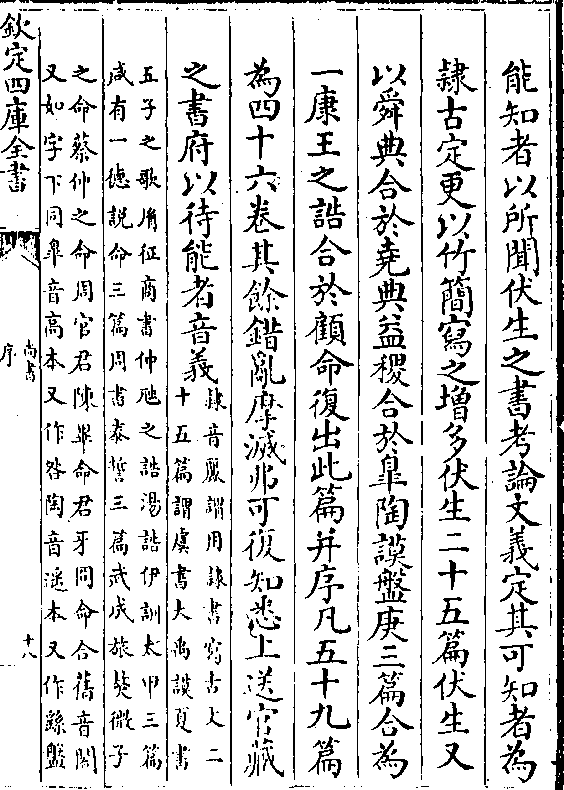 能知者以所聞伏生之書考論文義定其可知者為
隸古定更以竹簡寫之增多伏生二十五篇伏生又
以舜典合於堯典益稷合於臯陶謨盤庚三篇合為
一康王之誥合於顧命復出此篇并序凡五十九篇
為四十六卷其餘錯亂摩滅弗可復知悉上送官藏
之書府以待能者音義
隸音麗謂用隸書寫古文二
十五篇謂虞書大禹謨夏書
五子之歌胤征商書仲虺之誥湯誥伊訓太甲三篇
咸有一德說命三篇周書泰誓三篇武成旅獒微子
之命蔡仲之命周官君陳畢命君牙冏命合舊音閤
又如字下同臯音高本又作咎陶音遙本又作繇盤
欽定四庫全書
尚書
序
十八